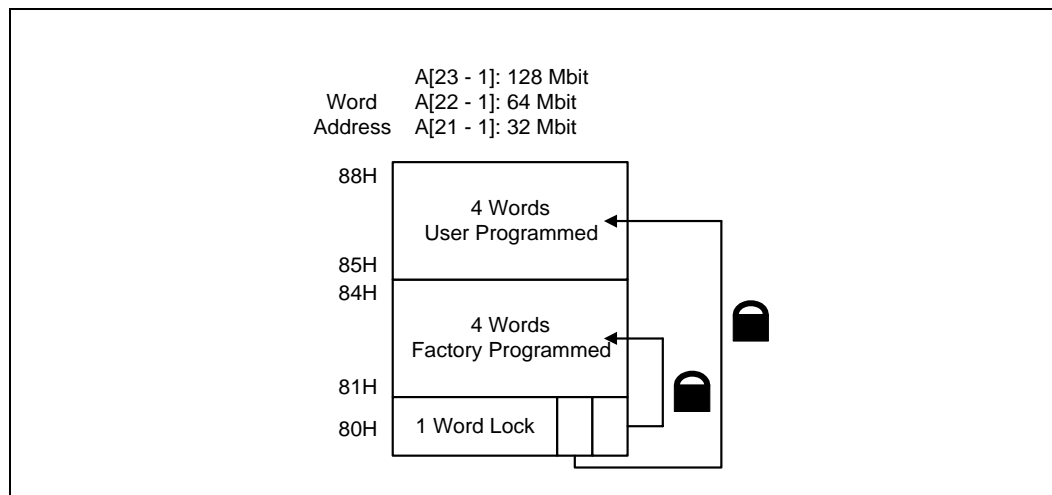 A[23 - 1]: 128 Mbit
Word A[22 - 1]: 64 Mbit
Address A[21 - 1]: 32 Mbit
88H
4 Words
User Programmed
85H
84H
4 Words
Factory Programmed
81H
80H 1 Word Lock